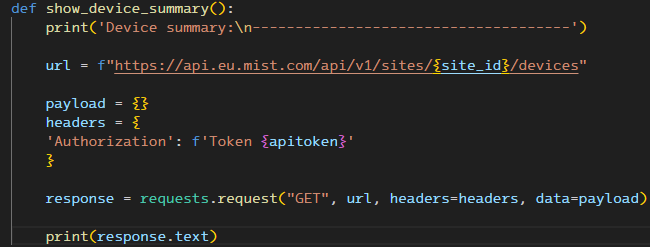 def show_device_summary():
    print('Device summary:\n-----------------------------------')
    url = f"https://api.eu.mist.com/api/v1/sites/{site_id}/devices"
    payload = {}
    headers = {
    'Authorization': f'Token {apitoken}'
    }
    response = requests.request("GET", url, headers=headers, data=payload)
    print(response.text)